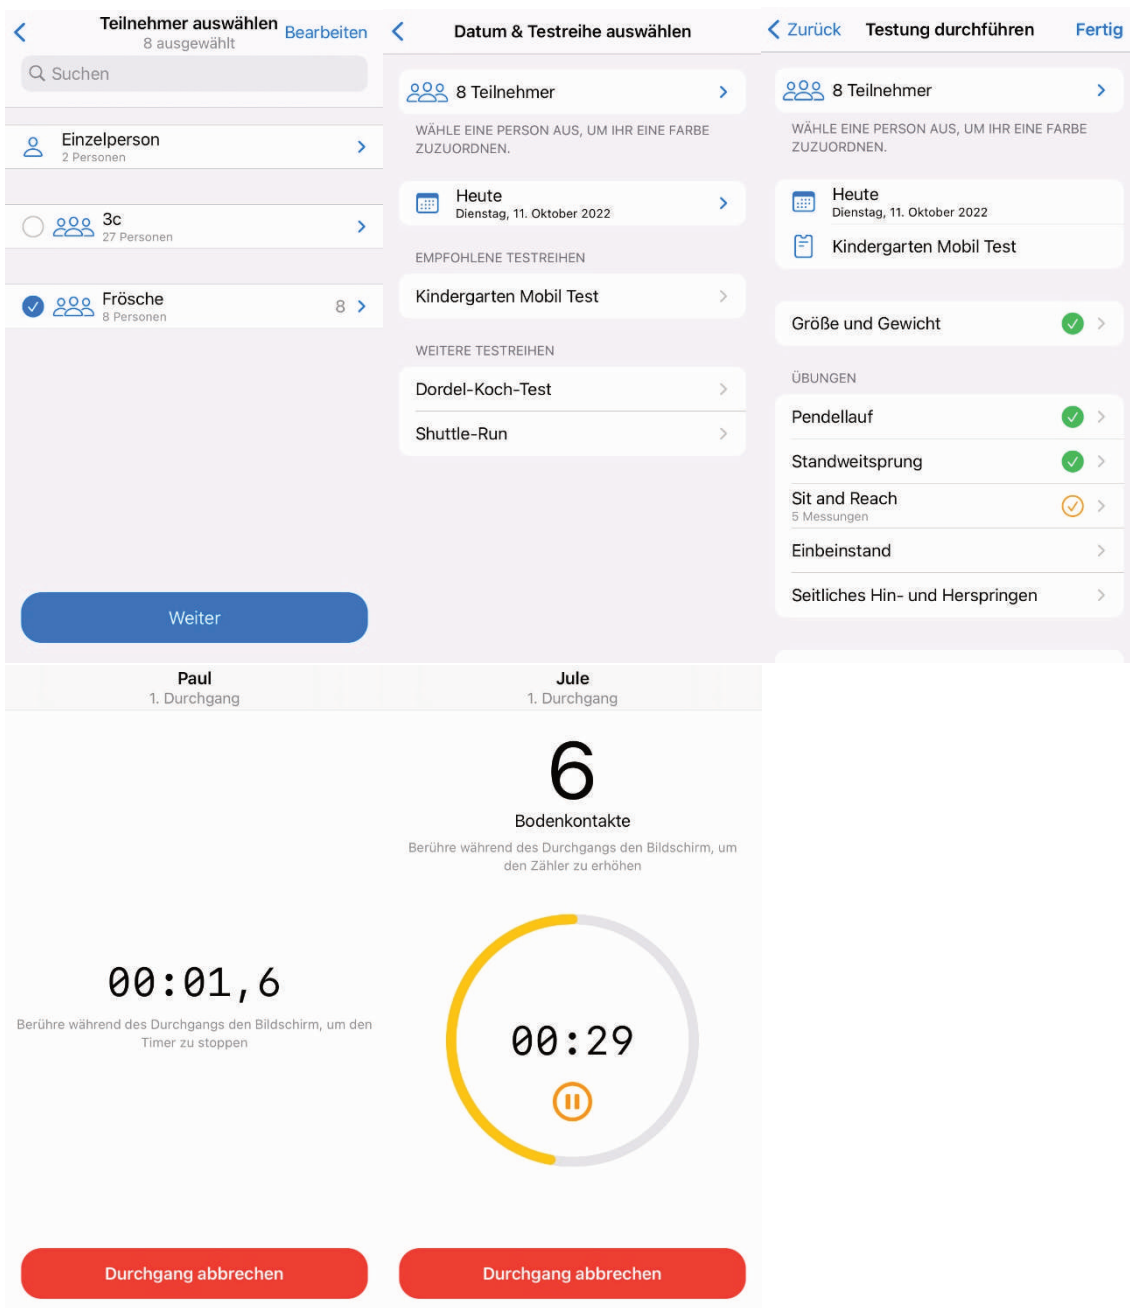 Teilnehmer auswählen
8 ausgewählt
Bearbeiten
Suchen
Einzelperson
2 Personen
3c
27 Personen
Frösche
8 Personen
8
Weiter
Datum & Testreihe auswählen
8 Teilnehmer
WÄHLE EINE PERSON AUS, UM IHR EINE FARBE
ZUZUORDNEN.
Heute
Dienstag, 11. Oktober 2022
EMPFOHLENE TESTREIHEN
Kindergarten Mobil Test
WEITERE TESTREIHEN
Dordel-Koch-Test
Shuttle-Run
Zurück
Testung durchführen
Fertig
8 Teilnehmer
WÄHLE EINE PERSON AUS, UM IHR EINE FARBE
ZUZUORDNEN.
Heute
Dienstag, 11. Oktober 2022
Kindergarten Mobil Test
Größe und Gewicht
ÜBUNGEN
Pendellauf
Standweitsprung
Sit and Reach
5 Messungen
Einbeinstand
Seitliches Hin- und Herspringen
Paul
1. Durchgang
00:01,6
Berühre während des Durchgangs den Bildschirm, um den
Timer zu stoppen
Durchgang abbrechen
Jule
1. Durchgang
6
Bodenkontakte
Berühre während des Durchgangs den Bildschirm, um
den Zähler zu erhöhen
00:29
Durchgang abbrechen